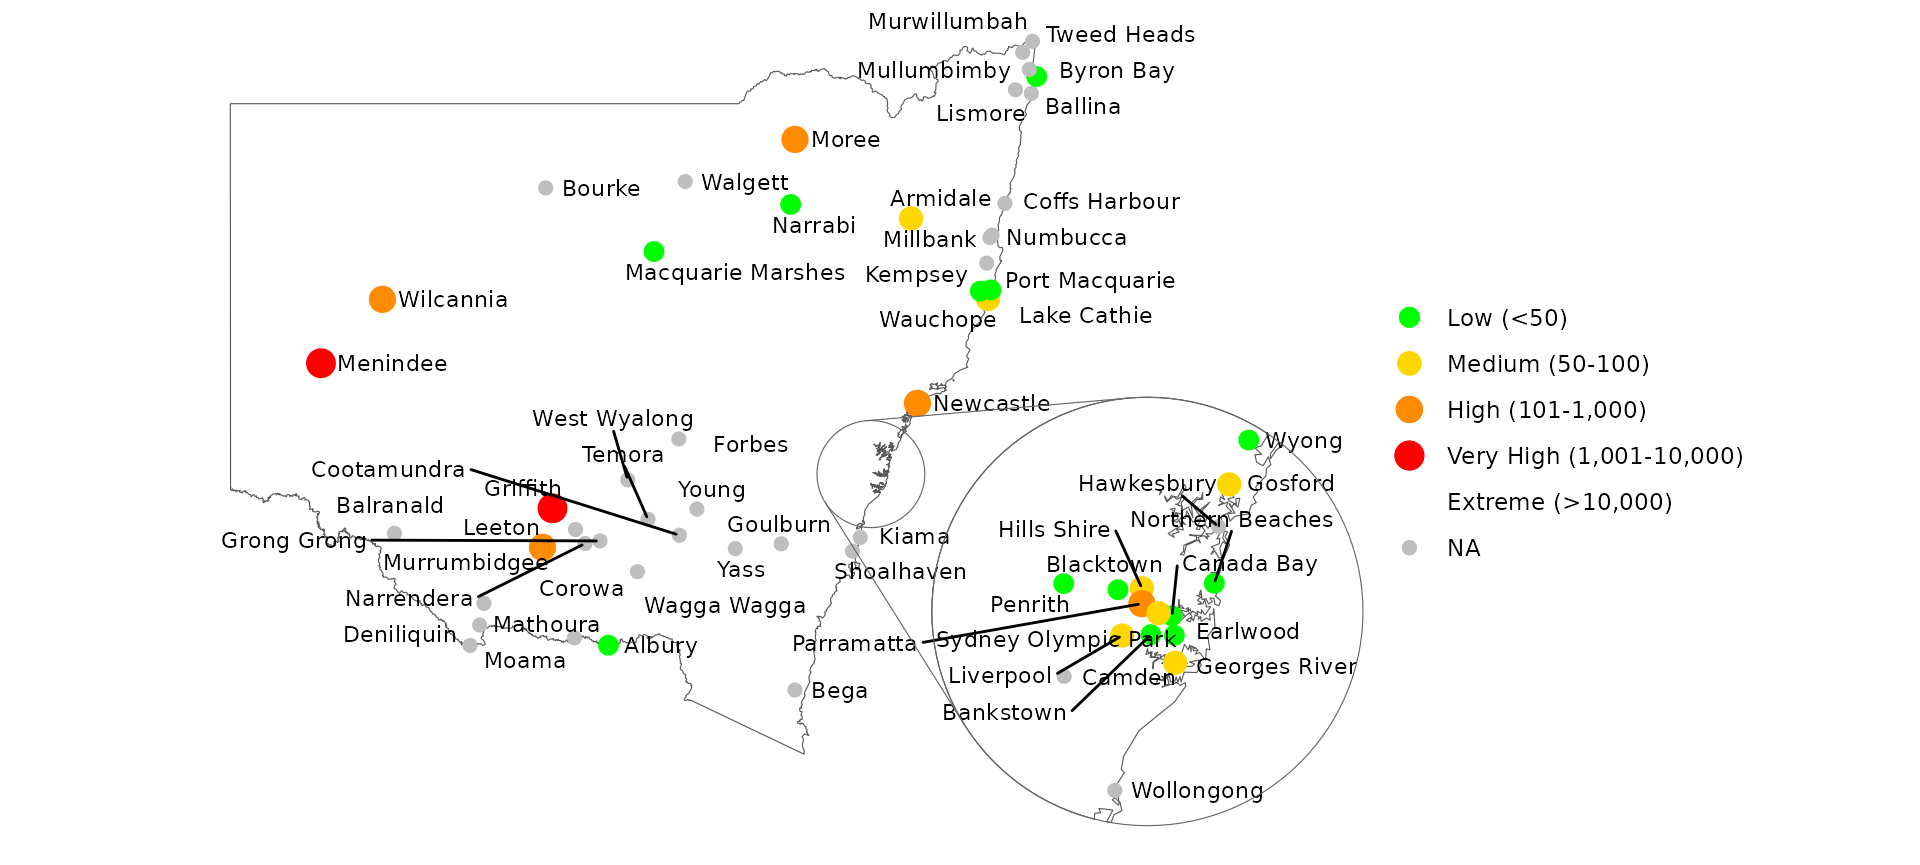 Murwillumbah
Tweed Heads
Mullumbimby
Byron Bay
Lismore
Ballina
Moree
Bourke
Walgett
Armidale
Coffs Harbour
Narrabi
Millbank
Numbucca
Macquarie Marshes
Kempsey
Port Macquarie
Wilcannia
Wauchope
Lake Cathie
Menindee
Newcastle
West Wyalong
Forbes
Temora
Cootamundra
Griffith
Young
Balranald
Leeton
Goulburn
Grong Grong
Kiama
Murrumbidgee
Yass
Shoalhaven
Corowa
Narrendera
Wagga Wagga
Mathoura
Deniliquin
Moama
Albury
Bega
Wyong
Hawkesbury
Gosford
Northern Beaches
Hills Shire
Blacktown
Canada Bay
Penrith
Earlwood
Parramatta
Sydney Olympic Park
Georges River
Liverpool
Camden
Bankstown
Wollongong
Low (<50)
Medium (50-100)
High (101-1,000)
Very High (1,001-10,000)
Extreme (>10,000)
NA